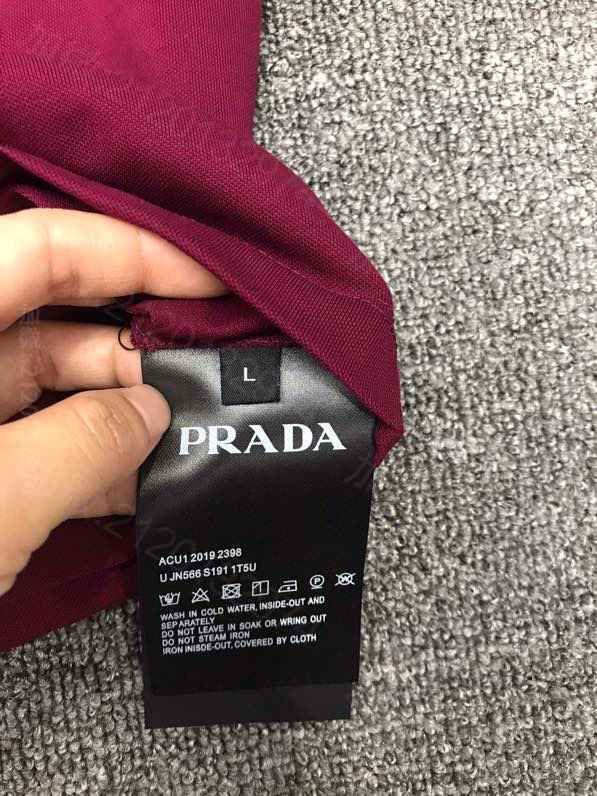 L
PRADA
ACU1 2019 2398
U JN566 S191 1T5U
WASH IN COLD WATER, INSIDE-OUT AND
SEPARATELY
DO NOT LEAVE IN SOAK OR WRING OUT
DO NOT STEAM IRON
IRON INISDE-OUT, COVERED BY CLOTH